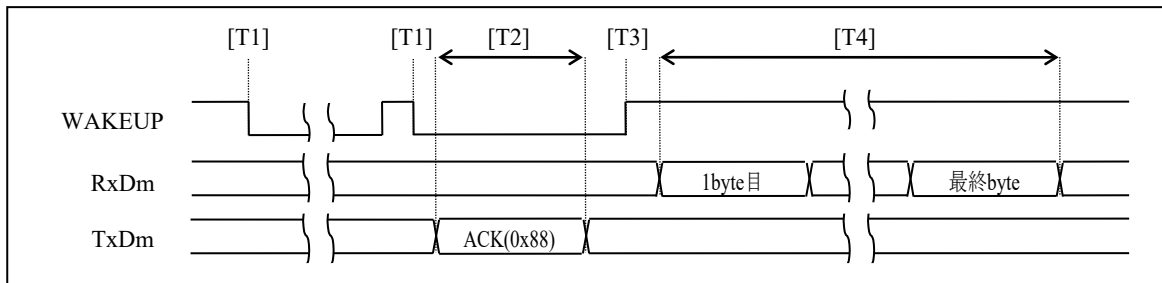 [T1] [T1] [T2] [T3] [T4]
WAKEUP
RxDm 1byte目 最終byte
TxDm ACK(0x88)